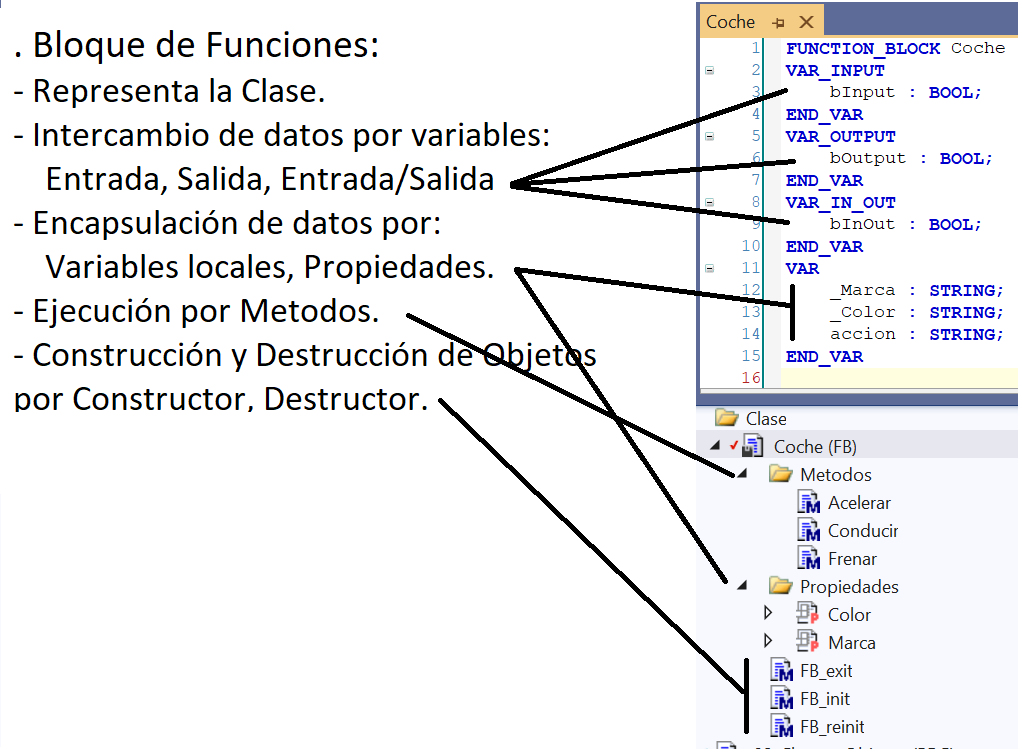 . Bloque de Funciones:
- Representa la Clase.
- Intercambio de datos por variables:
Entrada, Salida, Entrada/Salida
- Encapsulación de datos por:
Variables locales, Propiedades.
- Ejecución por Metodos.
- Construcción y Destrucción de Objetos
por Constructor, Destructor.
Coche
1 FUNCTION_BLOCK Coche
2 VAR_INPUT
3 bInput : BOOL;
4 END_VAR
5 VAR_OUTPUT
6 bOutput : BOOL;
7 END_VAR
8 VAR_IN_OUT
9 bInOut : BOOL;
10 END_VAR
11 VAR
12 _Marca : STRING;
13 _Color : STRING;
14 accion : STRING;
15 END_VAR
16
Clase
Coche (FB)
Metodos
Acelerar
Conducir
Frenar
Propiedades
Color
Marca
FB_exit
FB_init
FB_reinit